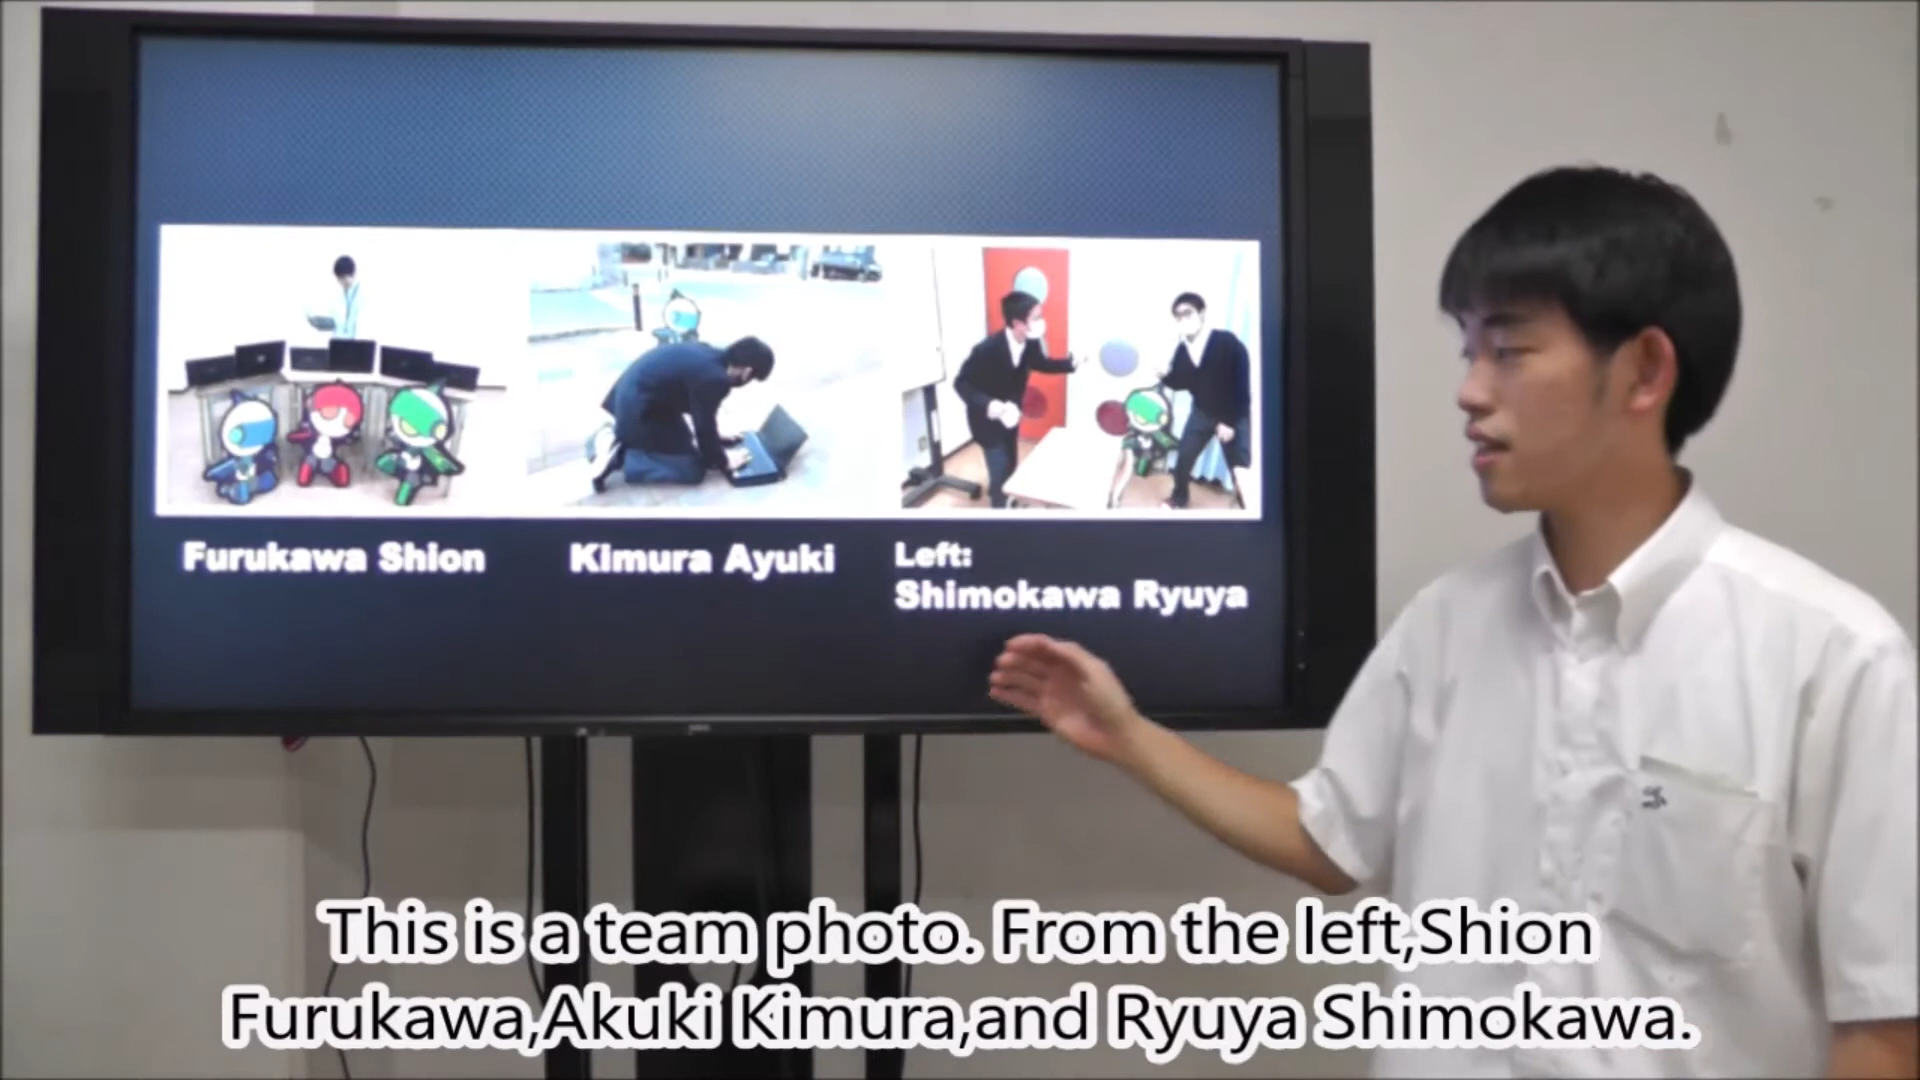 Furukawa Shion
Kimura Ayuki
Left:
Shimokawa Ryuya
This is a team photo. From the left,Shion
Furukawa,Akuki Kimura,and Ryuya Shimokawa.